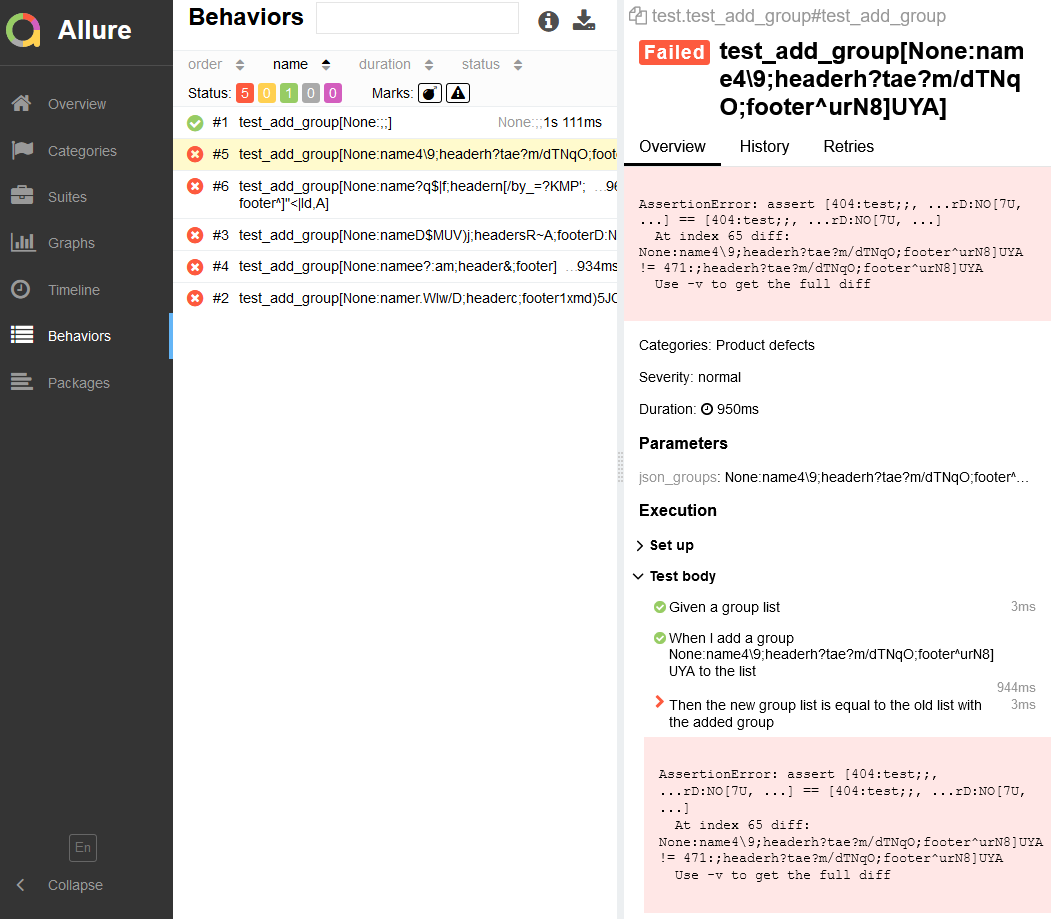 Allure
Overview
Categories
Suites
Graphs
Timeline
Behaviors
Packages
En
Collapse
Behaviors
order name duration status
Status: 5 0 1 0 0 Marks:
#1 test_add_group[None:;;] None:;;1s 111ms
#5 test_add_group[None:name4\9;headerh?tae?m/dTNqO;foot
#6 test_add_group[None:name?q$|f;headern[/by_=?KMP'; …96
footer^]"<|ld,A]
#3 test_add_group[None:nameD$MUV)j;headersR~A;footerD:N
#4 test_add_group[None:namee?:am;header&;footer] …934ms
#2 test_add_group[None:namer.Wlw/D;headerc;footer1xmd)5JC
test.test_add_group#test_add_group
Failed test_add_group[None:nam
e4\9;headerh?tae?m/dTNq
O;footer^urN8]UYA]
Overview History Retries
AssertionError: assert [404:test;;, ...rD:NO[7U,
...] == [404:test;;, ...rD:NO[7U, ...]
At index 65 diff:
None:name4\9;headerh?tae?m/dTNqO;footer^urN8]UYA
!= 471:;headerh?tae?m/dTNqO;footer^urN8]UYA
Use -v to get the full diff
Categories: Product defects
Severity: normal
Duration: 950ms
Parameters
json_groups: None:name4\9;headerh?tae?m/dTNqO;footer^…
Execution
Set up
Test body
Given a group list 3ms
When I add a group
None:name4\9;headerh?tae?m/dTNqO;footer^urN8]
UYA to the list
944ms
Then the new group list is equal to the old list with 3ms
the added group
AssertionError: assert [404:test;;,
...rD:NO[7U, ...] == [404:test;;, ...rD:NO[7U,
...]
At index 65 diff:
None:name4\9;headerh?tae?m/dTNqO;footer^urN8]UYA
!= 471:;headerh?tae?m/dTNqO;footer^urN8]UYA
Use -v to get the full diff